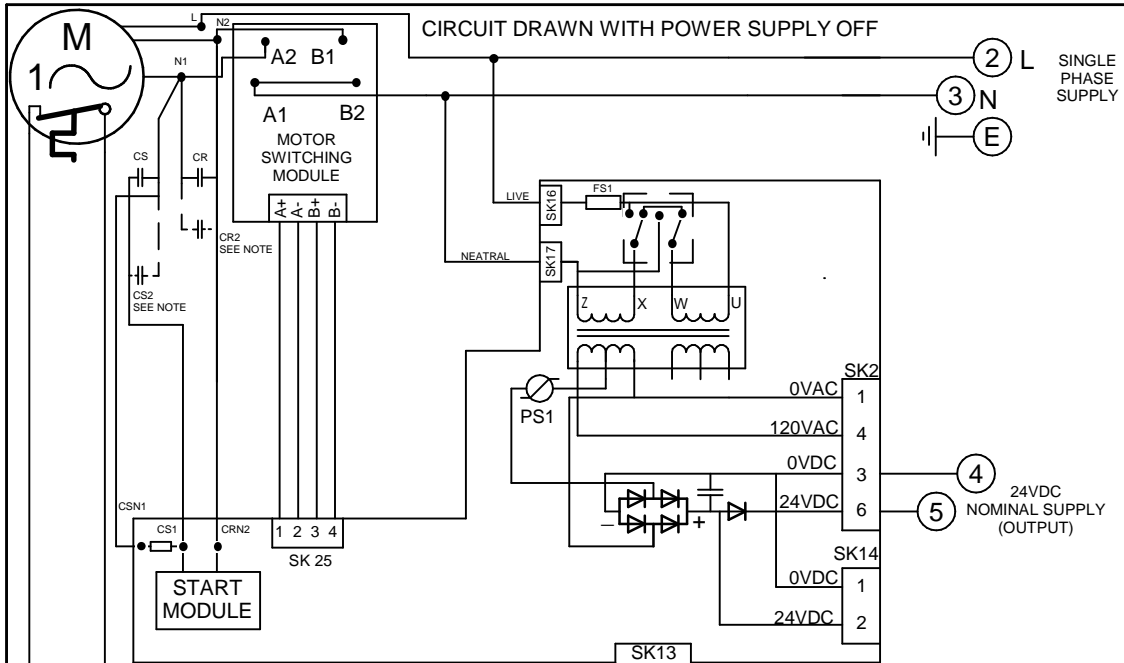 CIRCUIT DRAWN WITH POWER SUPPLY OFF
L
N2
M
1
N1
A2 B1
A1 B2
MOTOR
SWITCHING
MODULE
A+ A- B+ B-
2 L
SINGLE
PHASE
SUPPLY
3 N
E
CS
CR
CR2
SEE NOTE
CS2
SEE NOTE
LIVE
SK16
FS1
NEATRAL
SK17
Z X W U
PS1
SK2
0VAC 1
120VAC 4
0VDC 3
24VDC 6
4
5
24VDC
NOMINAL SUPPLY
(OUTPUT)
– +
SK14
0VDC 1
24VDC 2
CSN1
CS1
CRN2
1 2 3 4
SK 25
START
MODULE
SK13